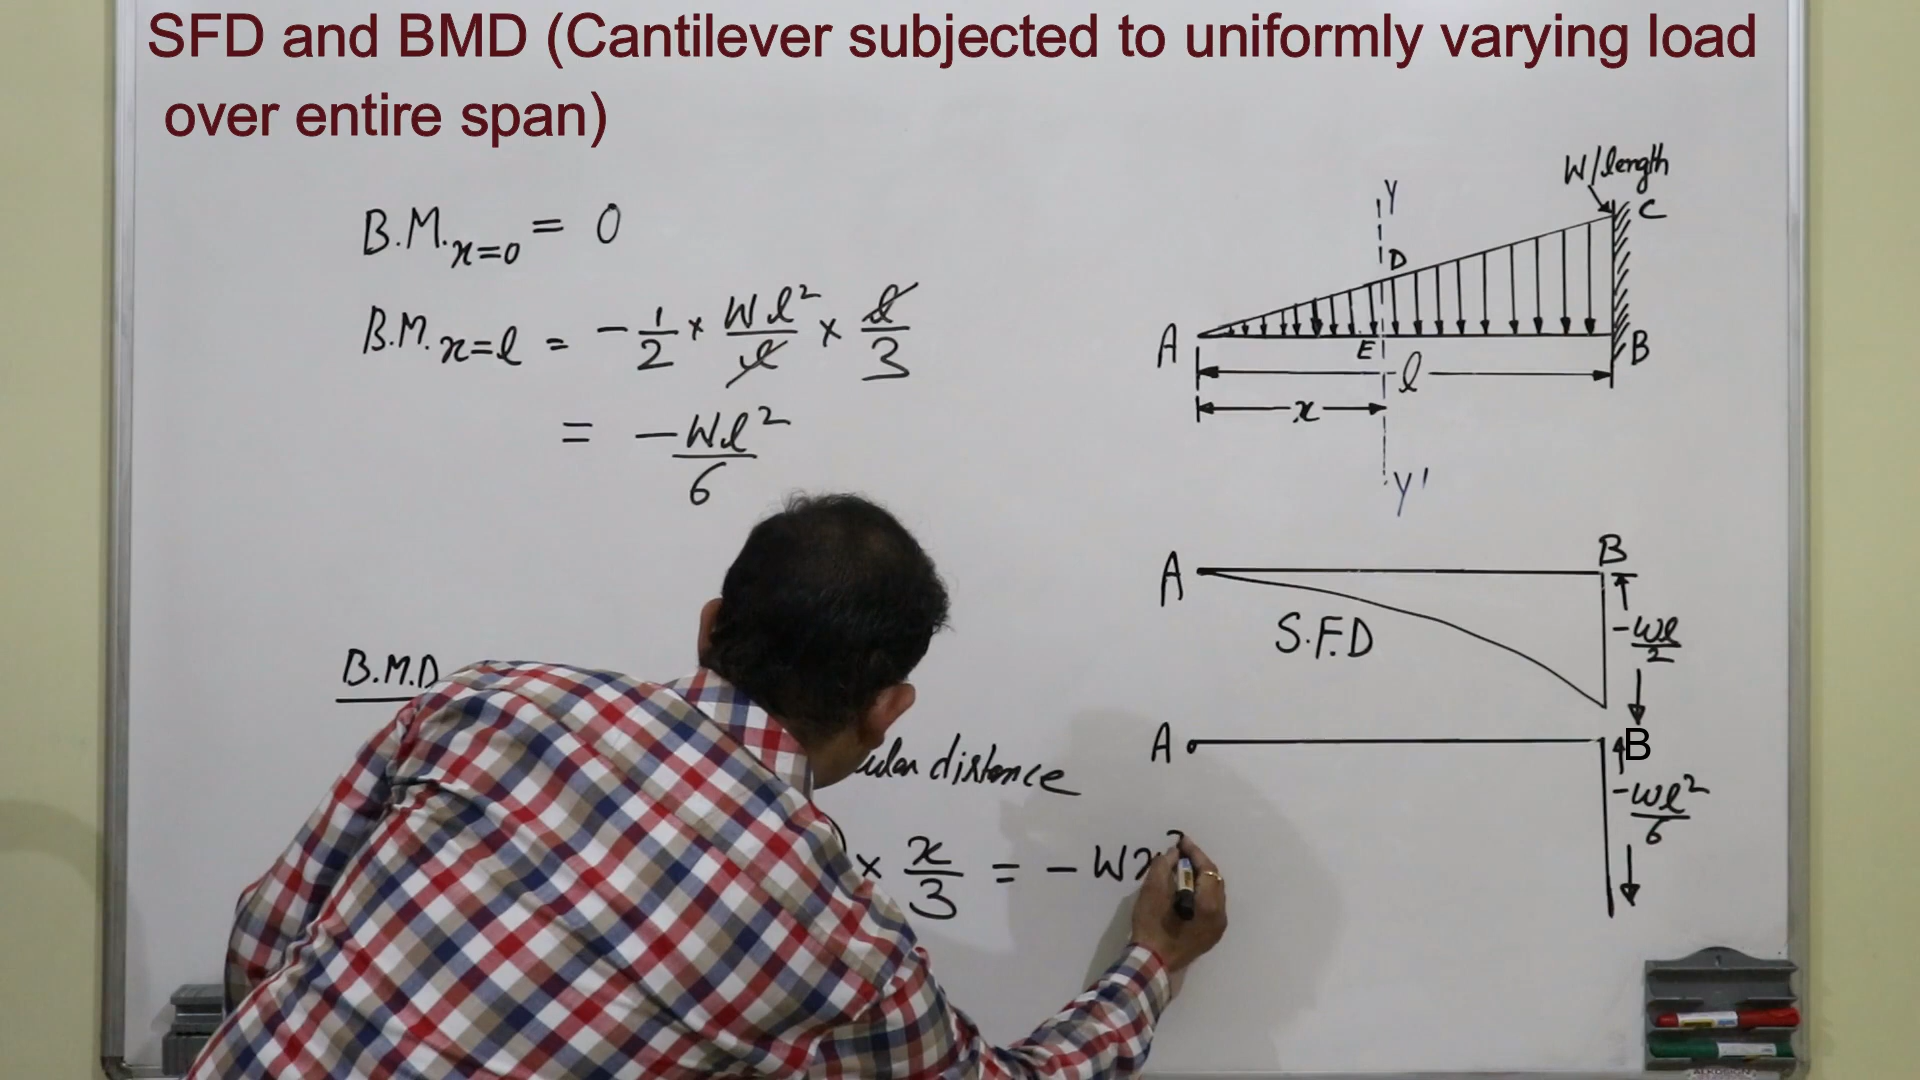 SFD and BMD (Cantilever subjected to uniformly varying load
over entire span)
B.M. x=0 = 0
B.M. x=l = - 1/2 × Wl²/l × l/3
= -Wl²/6
B.M.D
distance
× x/3 = - Wx
W/length
Y
C
D
A
E
B
l
x
Y'
A
B
S.F.D
-Wl/2
A
B
-Wl²/6